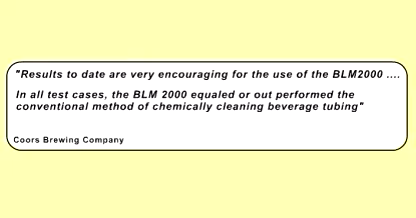 "Results to date are very encouraging for the use of the BLM2000 ....
In all test cases, the BLM 2000 equaled or out performed the
conventional method of chemically cleaning beverage tubing"
Coors Brewing Company